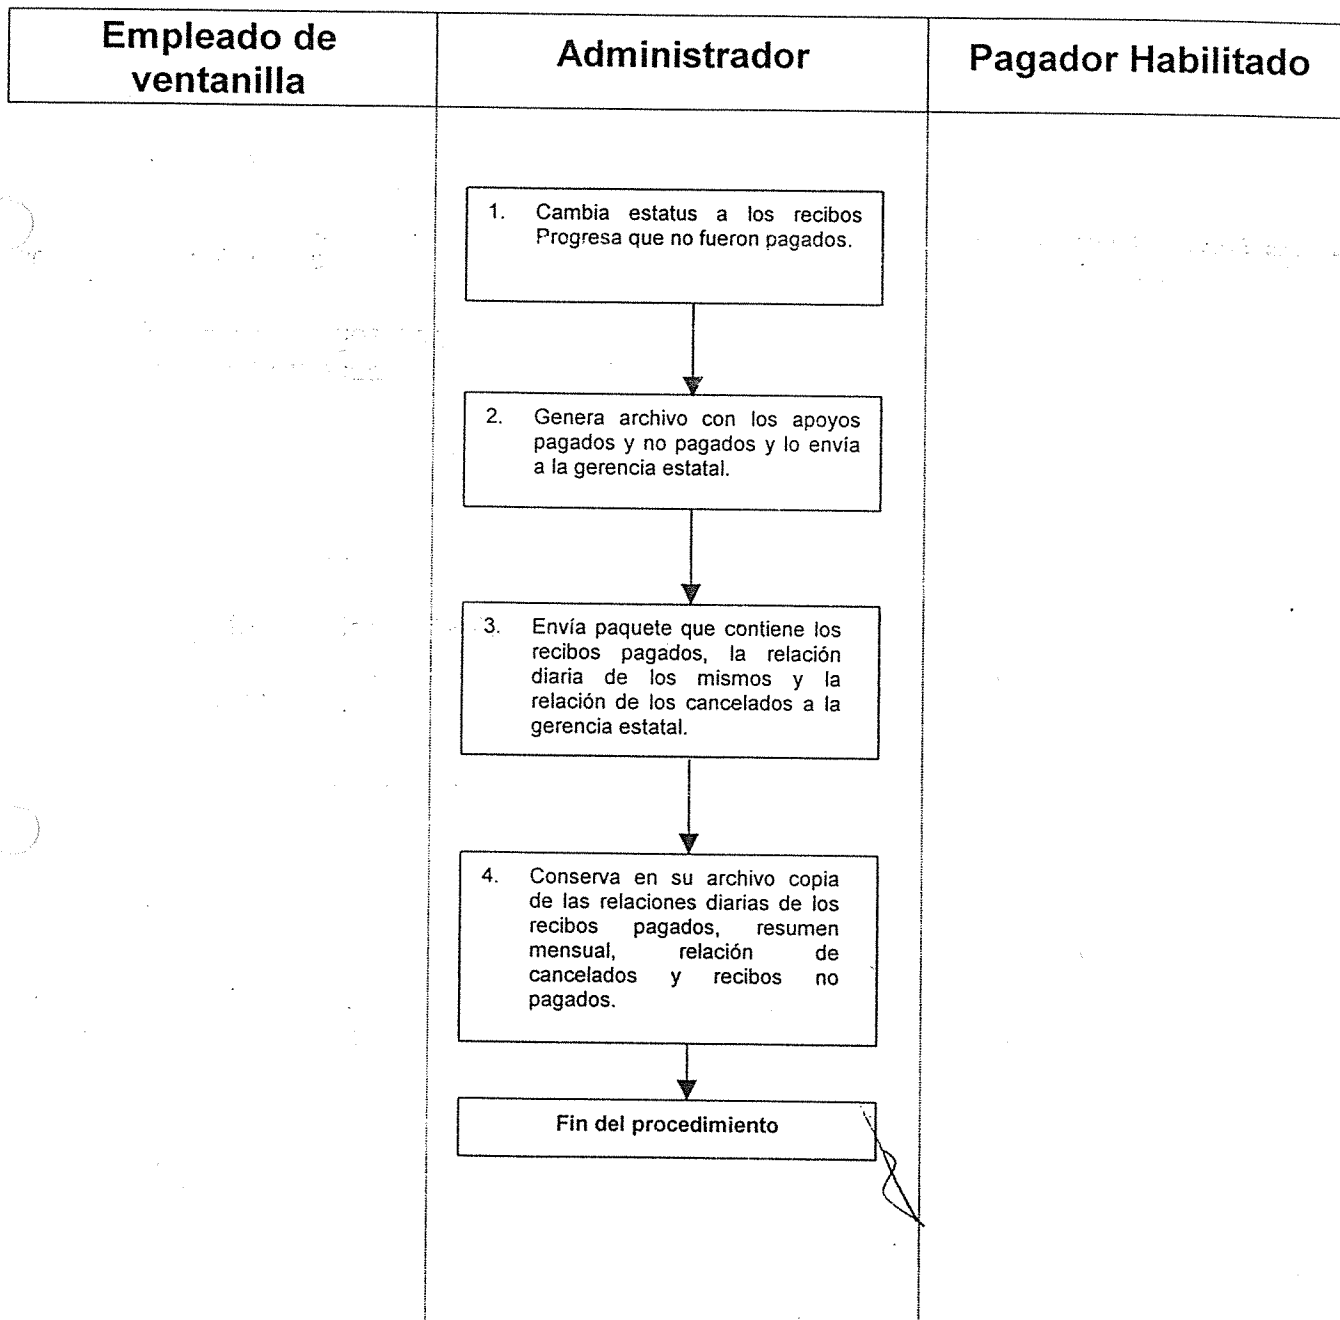 Empleado de
ventanilla
Administrador
Pagador Habilitado
1. Cambia estatus a los recibos
Progresa que no fueron pagados.
2. Genera archivo con los apoyos
pagados y no pagados y lo envía
a la gerencia estatal.
3. Envía paquete que contiene los
recibos pagados, la relación
diaria de los mismos y la
relación de los cancelados a la
gerencia estatal.
4. Conserva en su archivo copia
de las relaciones diarias de los
recibos pagados, resumen
mensual, relación de
cancelados y recibos no
pagados.
Fin del procedimiento